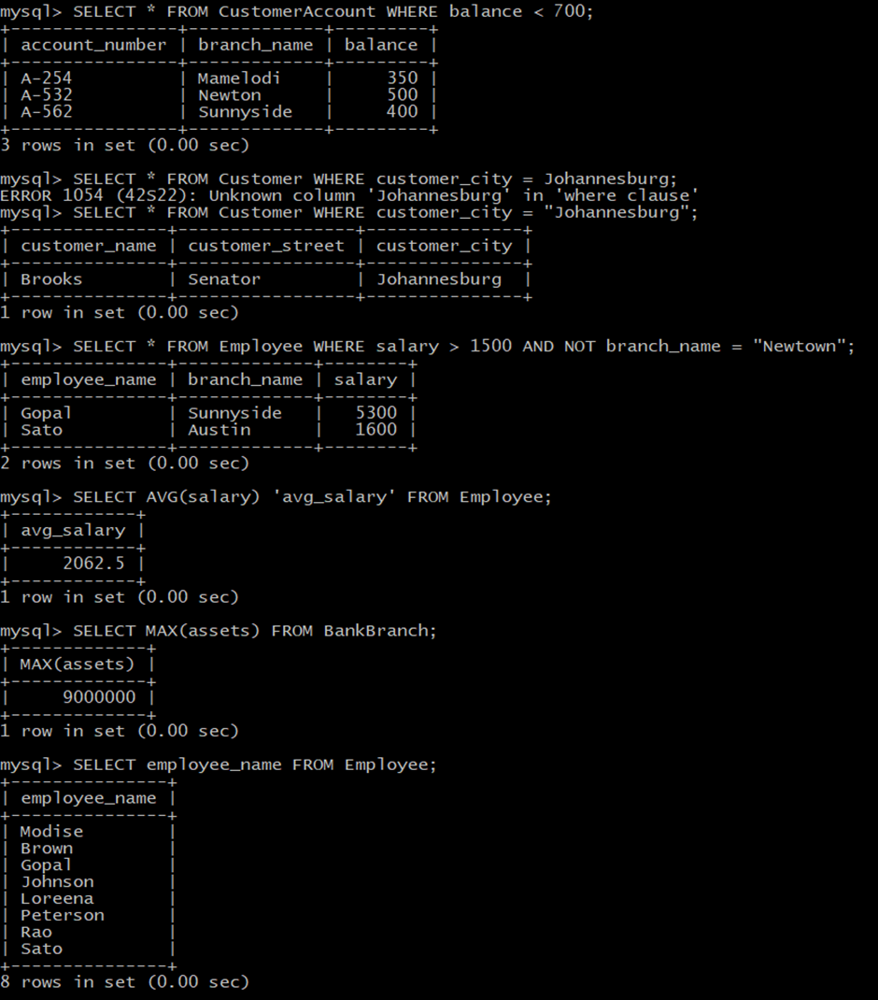 mysql> SELECT * FROM CustomerAccount WHERE balance < 700;
+----------------+-------------+---------+
| account_number | branch_name | balance |
+----------------+-------------+---------+
| A-254          | Mamelodi    |     350 |
| A-532          | Newton      |     500 |
| A-562          | Sunnyside   |     400 |
+----------------+-------------+---------+
3 rows in set (0.00 sec)

mysql> SELECT * FROM Customer WHERE customer_city = Johannesburg;
ERROR 1054 (42S22): Unknown column 'Johannesburg' in 'where clause'
mysql> SELECT * FROM Customer WHERE customer_city = "Johannesburg";
+---------------+-----------------+---------------+
| customer_name | customer_street | customer_city |
+---------------+-----------------+---------------+
| Brooks        | Senator         | Johannesburg  |
+---------------+-----------------+---------------+
1 row in set (0.00 sec)

mysql> SELECT * FROM Employee WHERE salary > 1500 AND NOT branch_name = "Newtown";
+---------------+-------------+--------+
| employee_name | branch_name | salary |
+---------------+-------------+--------+
| Gopal         | Sunnyside   |   5300 |
| Sato          | Austin      |   1600 |
+---------------+-------------+--------+
2 rows in set (0.00 sec)

mysql> SELECT AVG(salary) 'avg_salary' FROM Employee;
+------------+
| avg_salary |
+------------+
|     2062.5 |
+------------+
1 row in set (0.00 sec)

mysql> SELECT MAX(assets) FROM BankBranch;
+-------------+
| MAX(assets) |
+-------------+
|     9000000 |
+-------------+
1 row in set (0.00 sec)

mysql> SELECT employee_name FROM Employee;
+---------------+
| employee_name |
+---------------+
| Modise        |
| Brown         |
| Gopal         |
| Johnson       |
| Loreena       |
| Peterson      |
| Rao           |
| Sato          |
+---------------+
8 rows in set (0.00 sec)